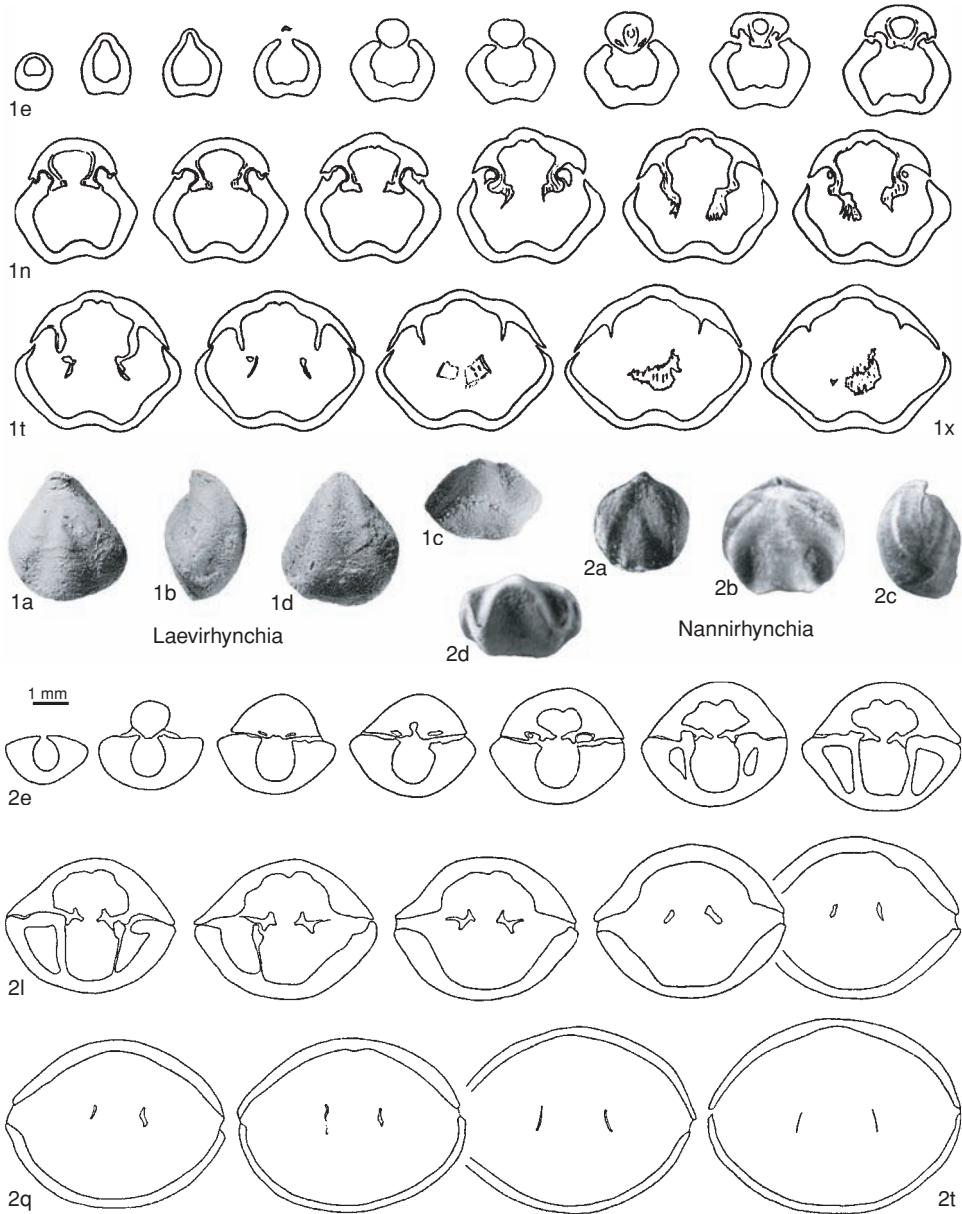 1e
1n
1t
1x
1a
1b
1d
1c
2a
2b
2c
Laevirhynchia
2d
Nannirhynchia
1 mm
2e
2l
2q
2t